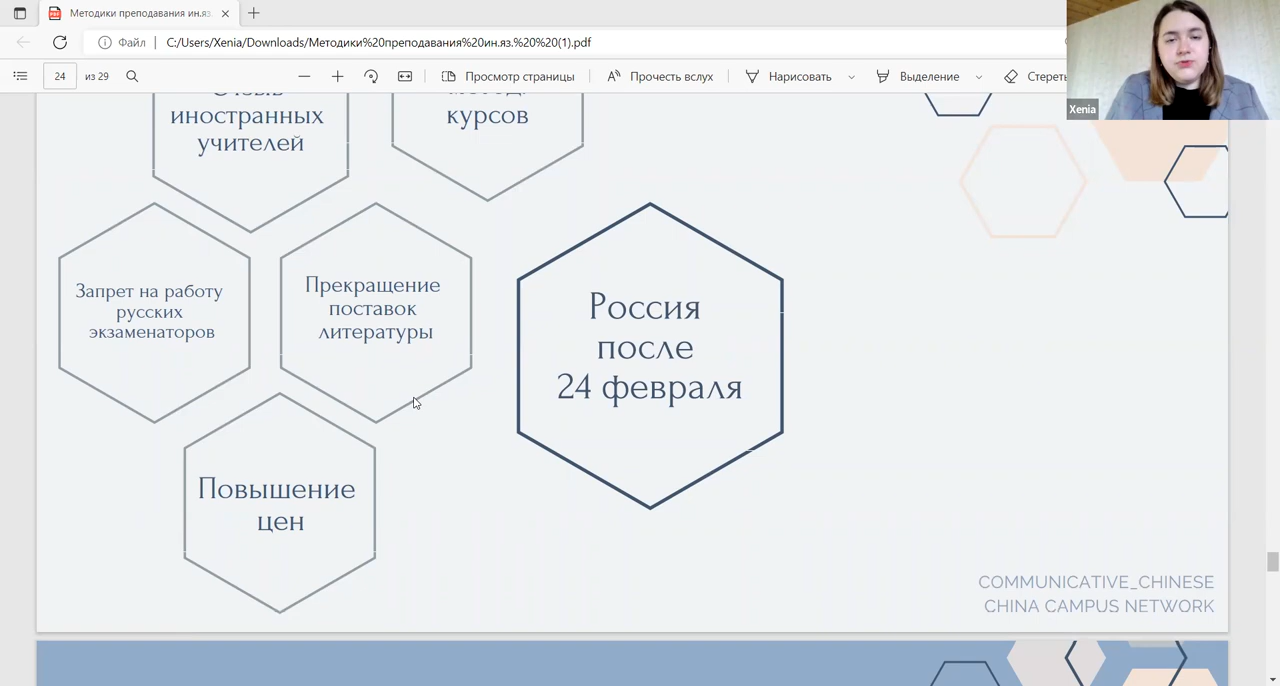 Методики преподавания ин.яз.
Файл
C:/Users/Xenia/Downloads/Методики%20преподавания%20ин.яз.%20%20(1).pdf
24
из 29
Просмотр страницы
Прочесть вслух
Нарисовать
Выделение
Стереть
Xenia
иностранных
учителей
курсов
Запрет на работу
русских
экзаменаторов
Прекращение
поставок
литературы
Россия
после
24 февраля
Повышение
цен
COMMUNICATIVE_CHINESE
CHINA CAMPUS NETWORK